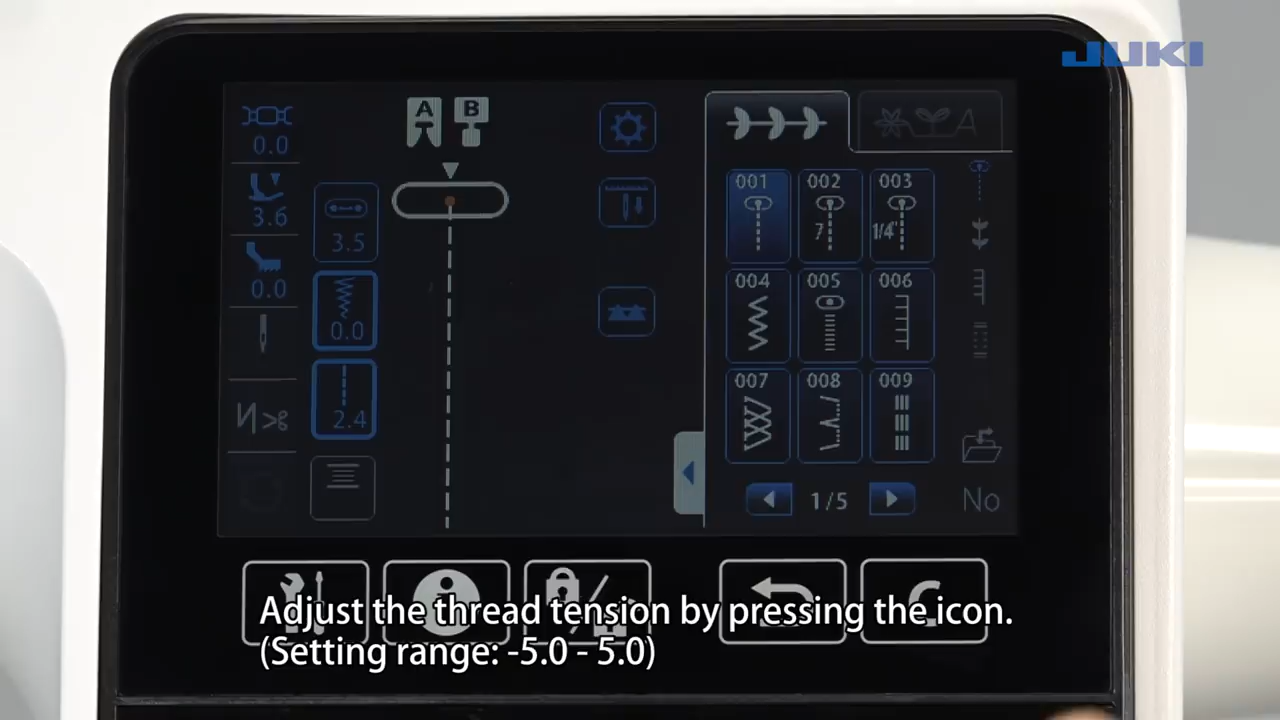 JUKI
A B
0.0
3.6
0.0
3.5
0.0
2.4
001 002 003
7 1/4"
004 005 006
007 008 009
1/5 No
A
Adjust the thread tension by pressing the icon.
(Setting range: -5.0 - 5.0)